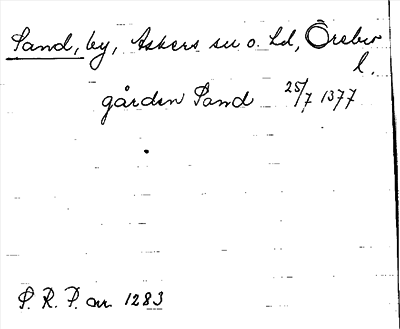 Sand, by, Askers sn o. hd, Örebro
l.
gården Sand 25/7 1377
S. R. P. nr 1283